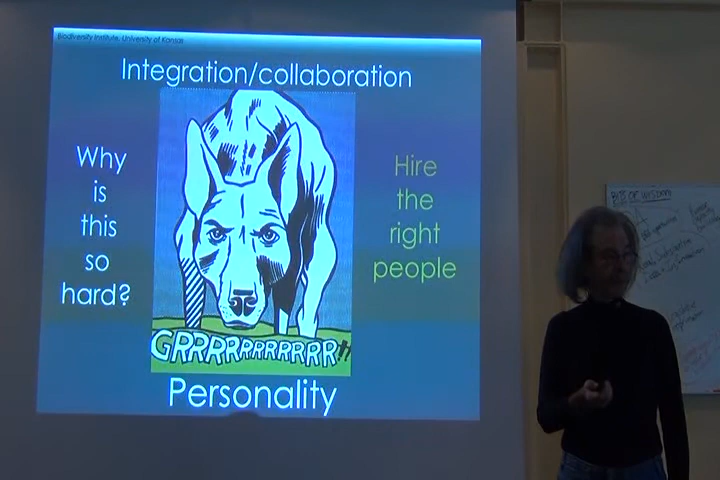 Biodiversity Institute, University of Kansas
Integration/collaboration
Why
is
this
so
hard?
Hire
the
right
people
GRRRRRRRRRRR!!
Personality
BITS OF WISDOM